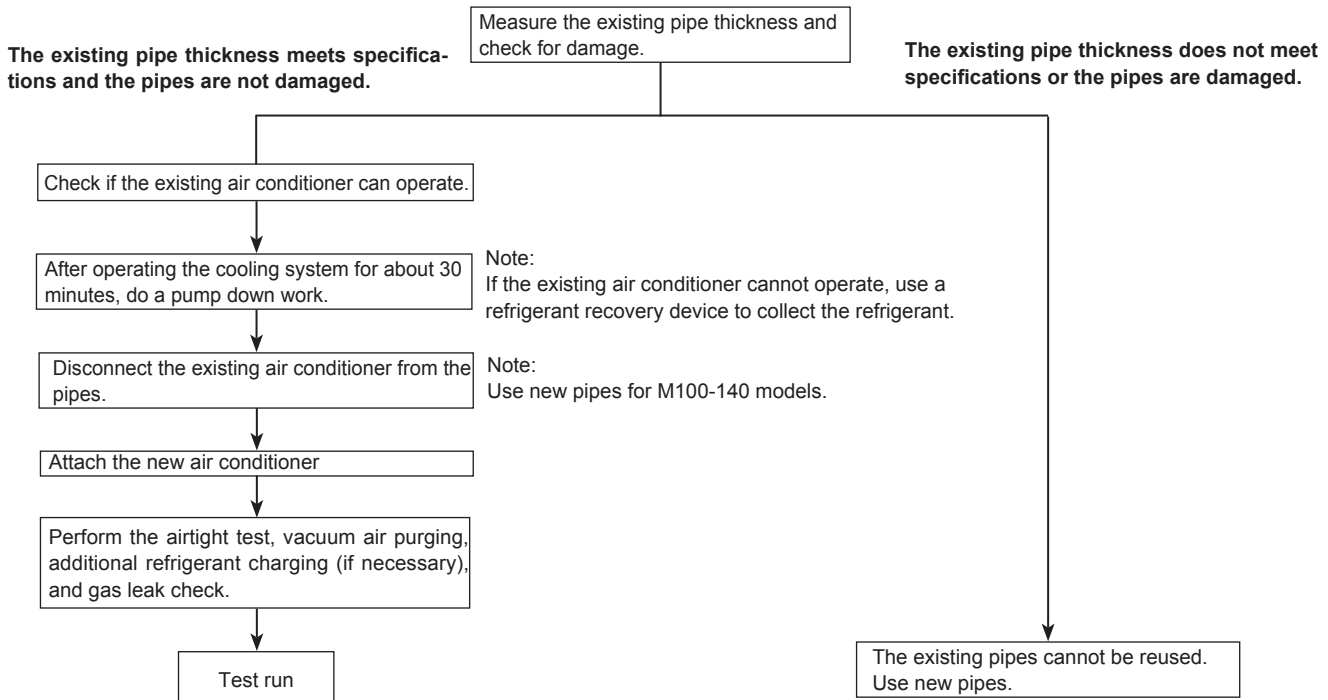 Measure the existing pipe thickness and
check for damage.
The existing pipe thickness meets specifica-
tions and the pipes are not damaged.
The existing pipe thickness does not meet
specifications or the pipes are damaged.
Check if the existing air conditioner can operate.
After operating the cooling system for about 30
minutes, do a pump down work.
Note:
If the existing air conditioner cannot operate, use a
refrigerant recovery device to collect the refrigerant.
Disconnect the existing air conditioner from the
pipes.
Note:
Use new pipes for M100-140 models.
Attach the new air conditioner
Perform the airtight test, vacuum air purging,
additional refrigerant charging (if necessary),
and gas leak check.
Test run
The existing pipes cannot be reused.
Use new pipes.